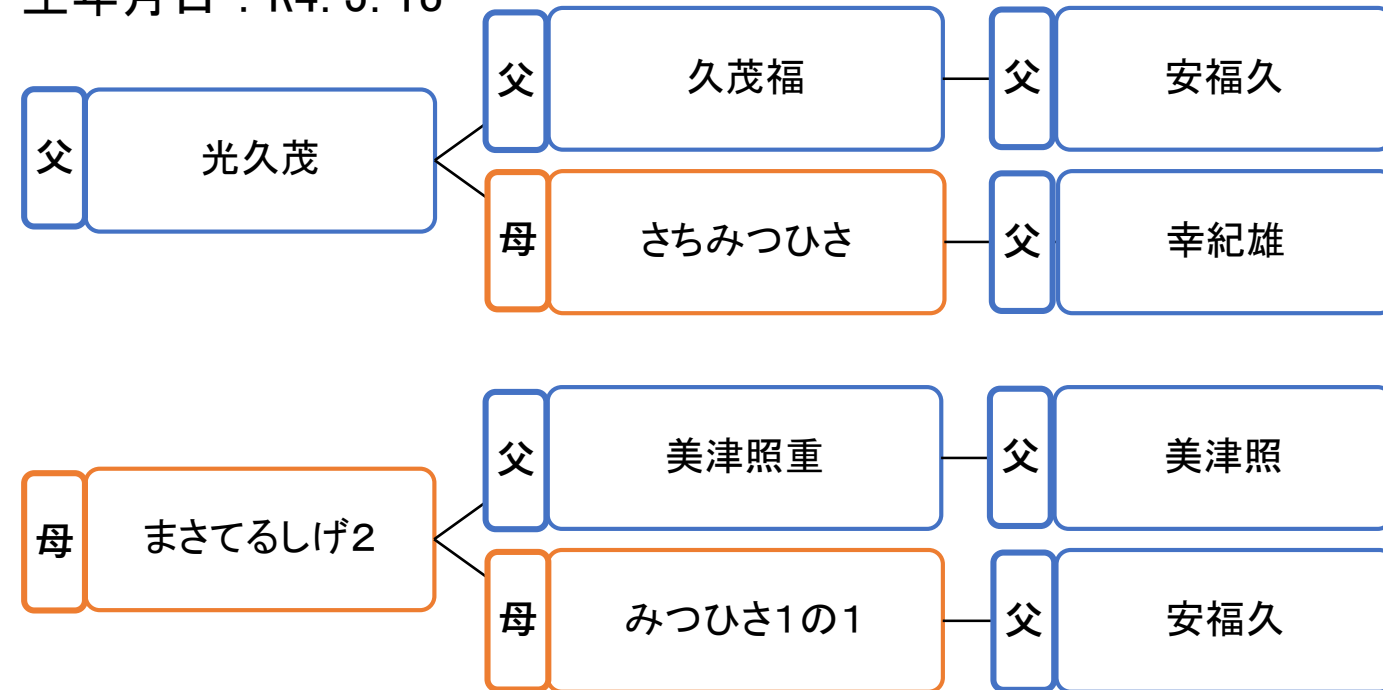 父 久茂福 父 安福久
父 光久茂
母 さちみつひさ 父 幸紀雄
父 美津照重 父 美津照
母 まさてるしげ2
母 みつひさ1の1 父 安福久